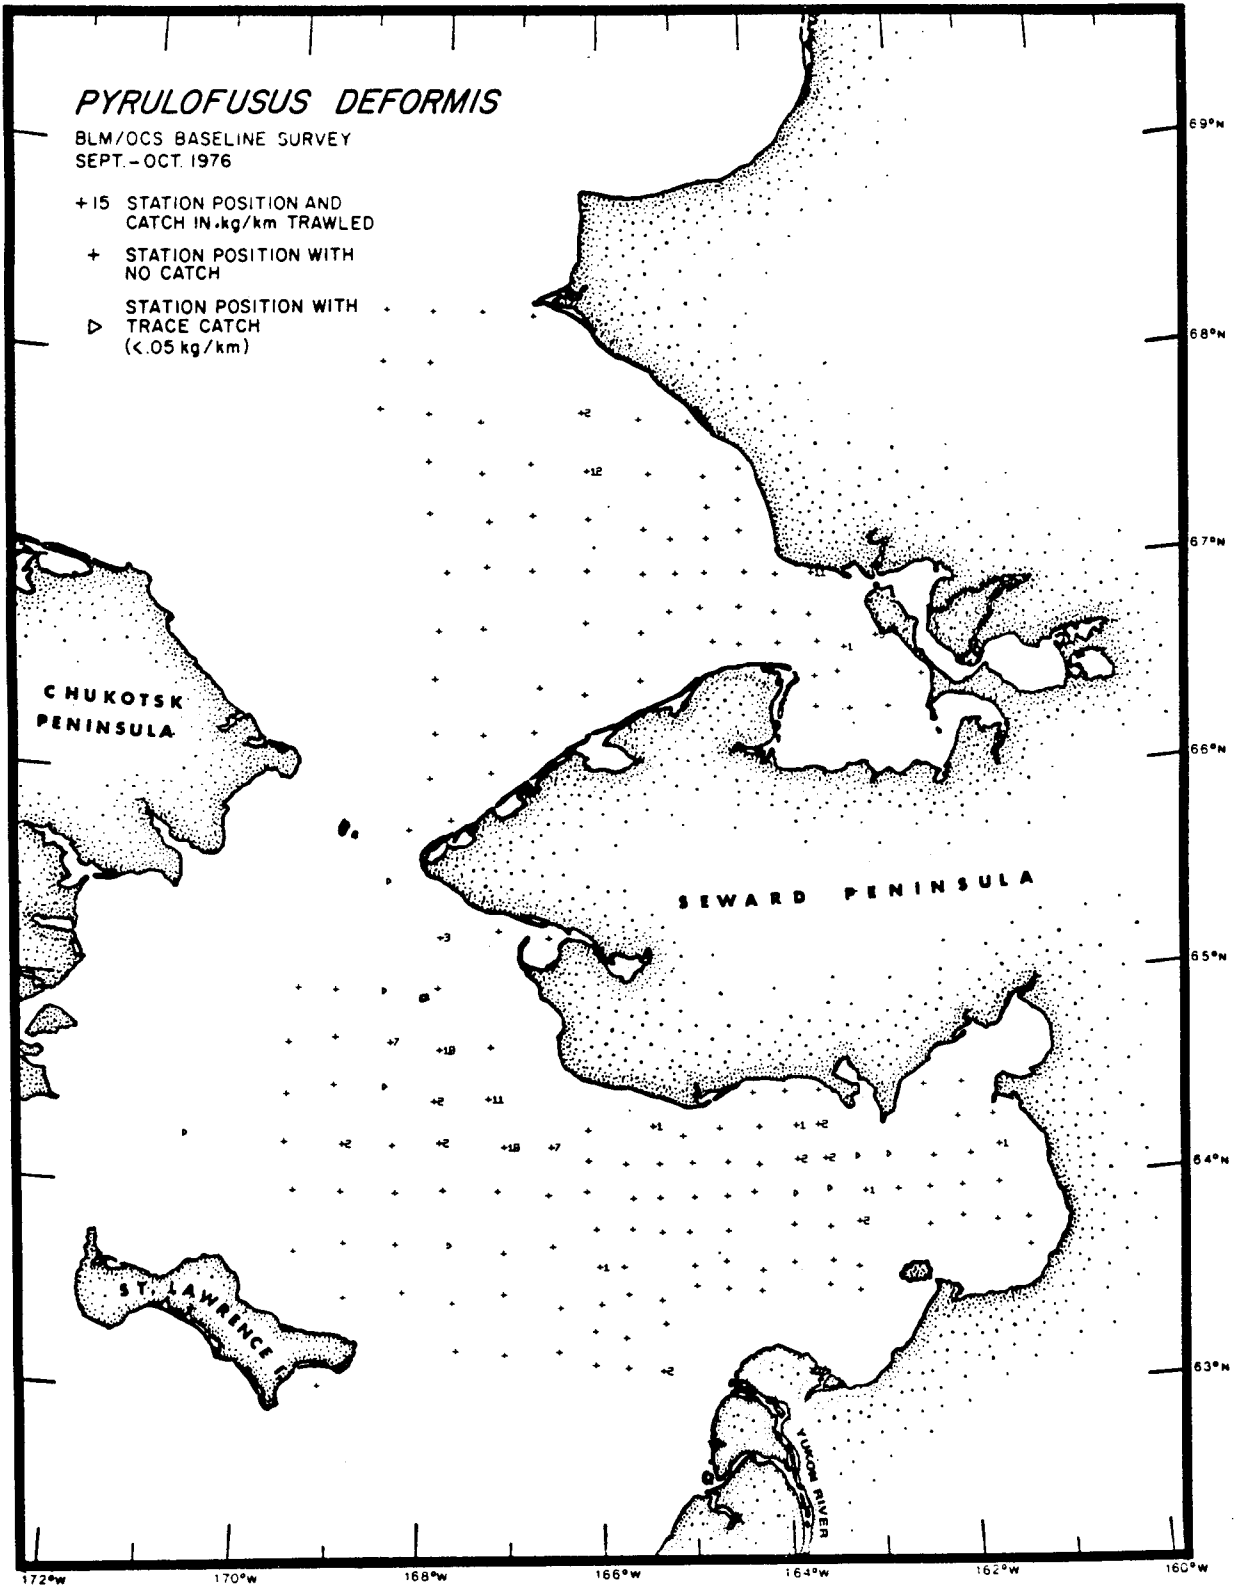 PYRULOFUSUS DEFORMIS
BLM/OCS BASELINE SURVEY
SEPT.-OCT. 1976
+15 STATION POSITION AND
CATCH IN.kg/km TRAWLED
+ STATION POSITION WITH
NO CATCH
STATION POSITION WITH
▷ TRACE CATCH
(<.05 kg/km)
69°N
68°N
+2
+12
67°N
+11
+1
CHUKOTSK
PENINSULA
66°N
SEWARD PENINSULA
+3
65°N
+7
+18
+2
+11
+1
+1 +2
+2
+2
+18
+7
+1
+2 +2
64°N
+1
+2
+1
ST. LAWRENCE I.
+2
63°N
YUKON RIVER
172°W
170°W
168°W
166°W
164°W
162°W
160°W